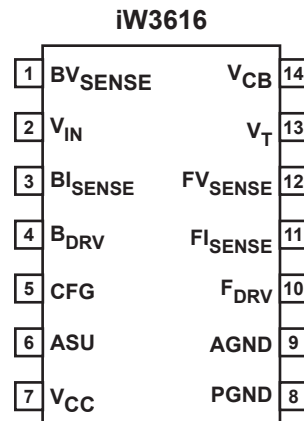 iW3616
1 BVSENSE VCB 14
2 VIN VT 13
3 BISENSE FVSENSE 12
4 BDRV FISENSE 11
5 CFG FDRV 10
6 ASU AGND 9
7 VCC PGND 8